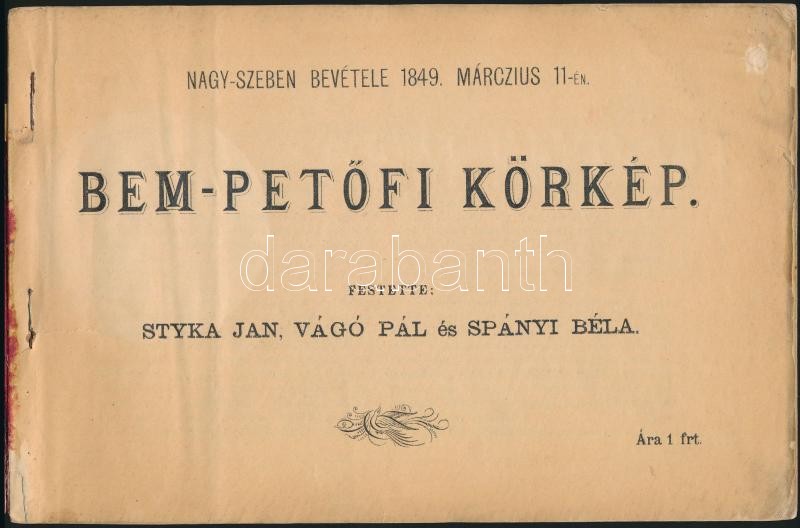 NAGY-SZEBEN BEVÉTELE 1849. MÁRCZIUS 11-ÉN.
BEM-PETŐFI KÖRKÉP.
darabanth
FESTETTE:
STYKA JAN, VÁGÓ PÁL és SPÁNYI BÉLA.
Ára 1 frt.